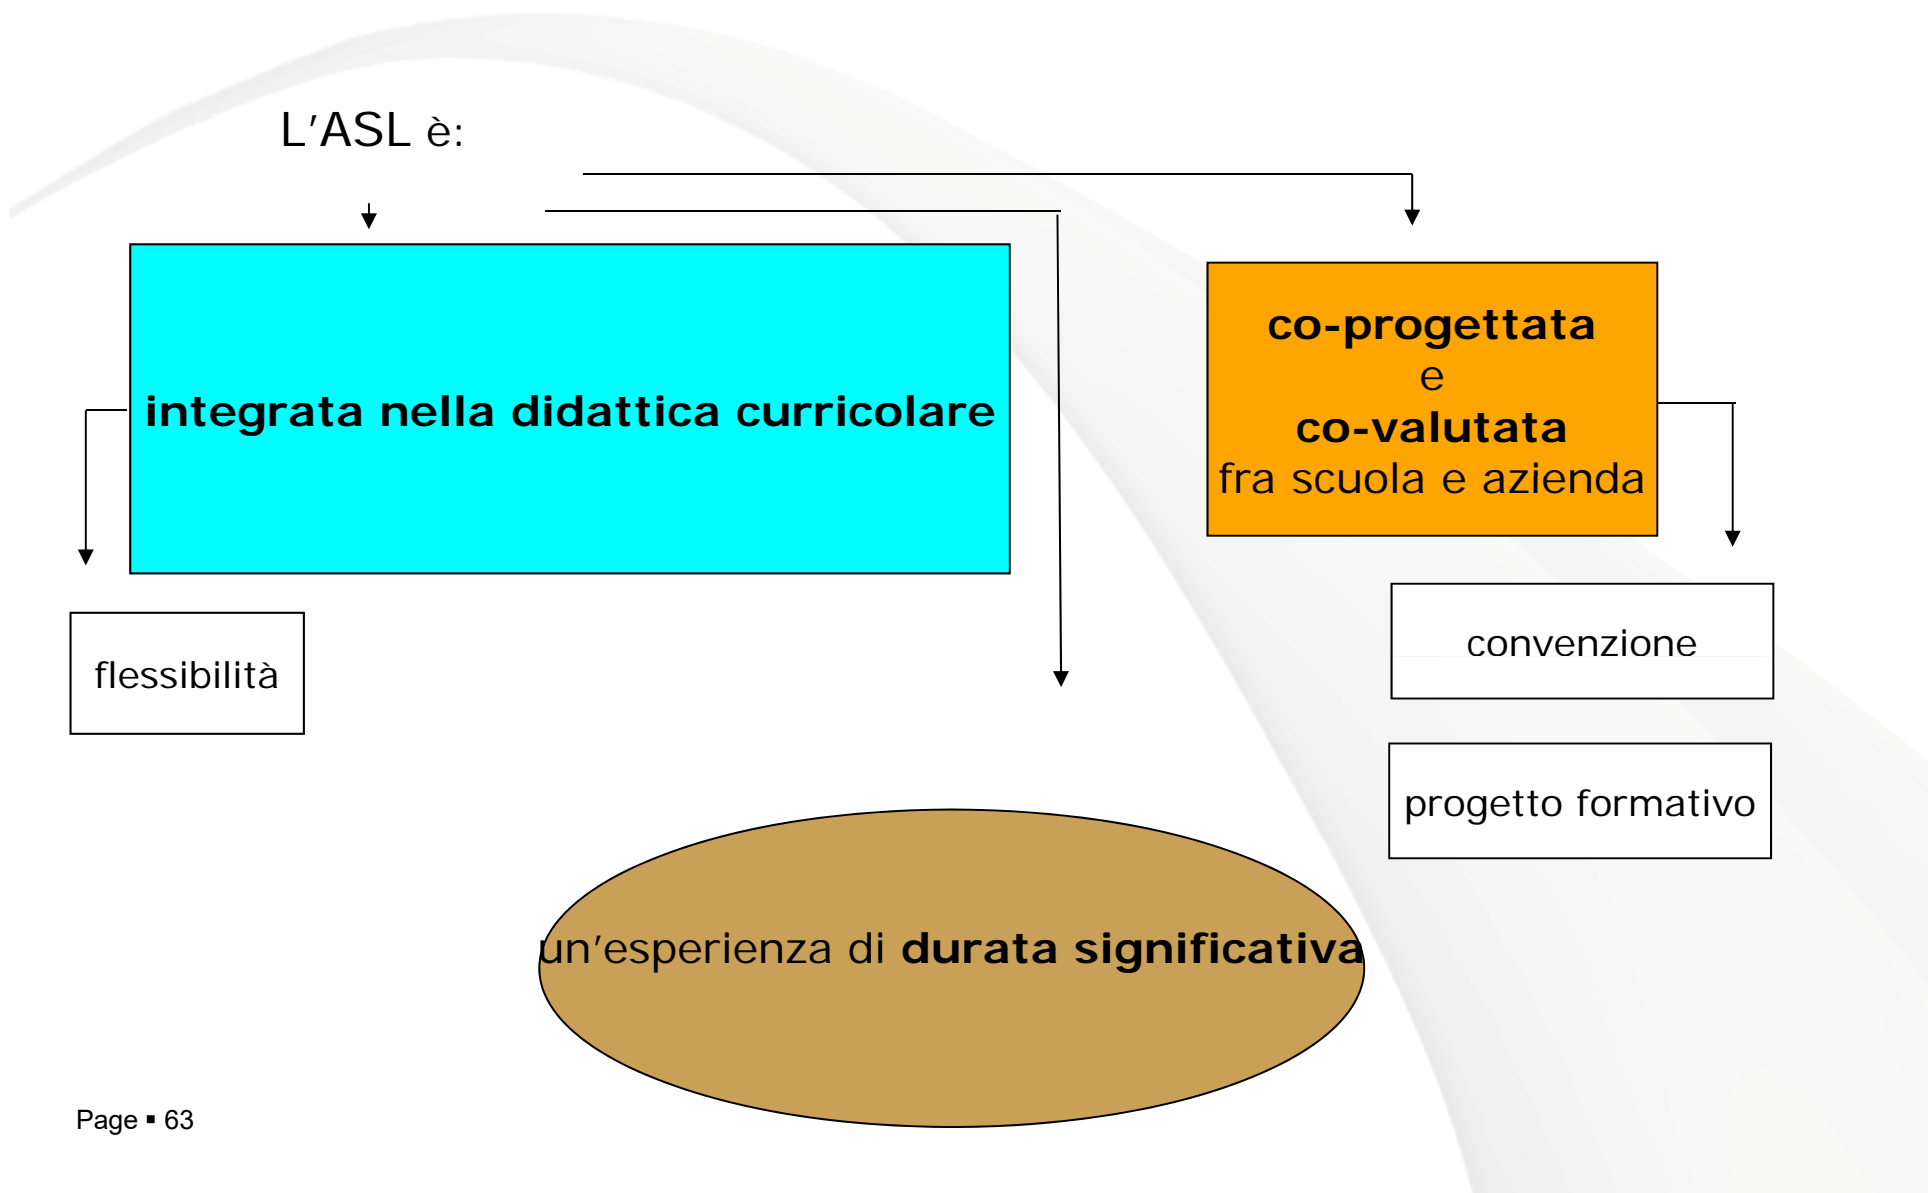 L'ASL è:
integrata nella didattica curricolare
co-progettata
e
co-valutata
fra scuola e azienda
flessibilità
convenzione
progetto formativo
un'esperienza di durata significativa
Page ▪ 63